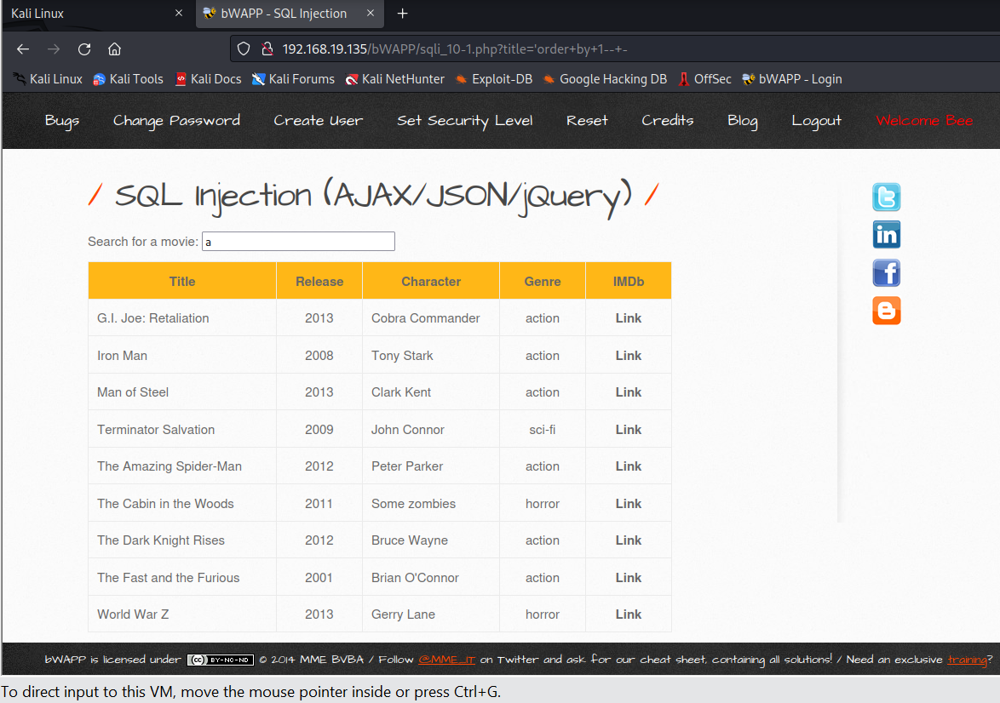 Kali Linux × bWAPP - SQL Injection × +
192.168.19.135/bWAPP/sqli_10-1.php?title='order+by+1--+-
Kali Linux Kali Tools Kali Docs Kali Forums Kali NetHunter Exploit-DB Google Hacking DB OffSec bWAPP - Login
Bugs Change Password Create User Set Security Level Reset Credits Blog Logout Welcome Bee
/ SQL Injection (AJAX/JSON/jQuery) /
Search for a movie: a
Title Release Character Genre IMDb
G.I. Joe: Retaliation 2013 Cobra Commander action Link
Iron Man 2008 Tony Stark action Link
Man of Steel 2013 Clark Kent action Link
Terminator Salvation 2009 John Connor sci-fi Link
The Amazing Spider-Man 2012 Peter Parker action Link
The Cabin in the Woods 2011 Some zombies horror Link
The Dark Knight Rises 2012 Bruce Wayne action Link
The Fast and the Furious 2001 Brian O'Connor action Link
World War Z 2013 Gerry Lane horror Link
bWAPP is licensed under (cc) BY-NC-ND © 2014 MME BVBA / Follow @MME_IT on Twitter and ask for our cheat sheet, containing all solutions! / Need an exclusive training?
To direct input to this VM, move the mouse pointer inside or press Ctrl+G.